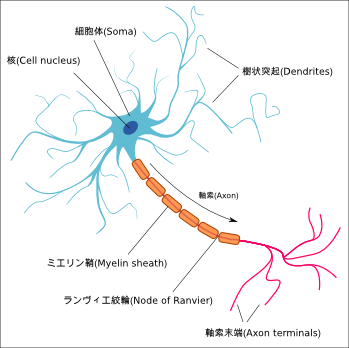 細胞体(Soma)
核(Cell nucleus)
樹状突起(Dendrites)
軸索(Axon)
ミエリン鞘(Myelin sheath)
ランヴィエ絞輪(Node of Ranvier)
軸索末端(Axon terminals)